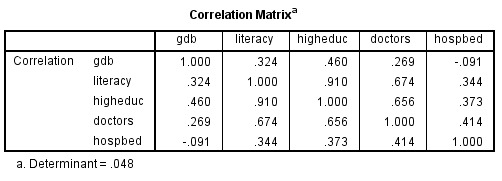 Correlation Matrixa
gdb literacy higheduc doctors hospbed
Correlation gdb 1.000 .324 .460 .269 -.091
literacy .324 1.000 .910 .674 .344
higheduc .460 .910 1.000 .656 .373
doctors .269 .674 .656 1.000 .414
hospbed -.091 .344 .373 .414 1.000
a. Determinant = .048